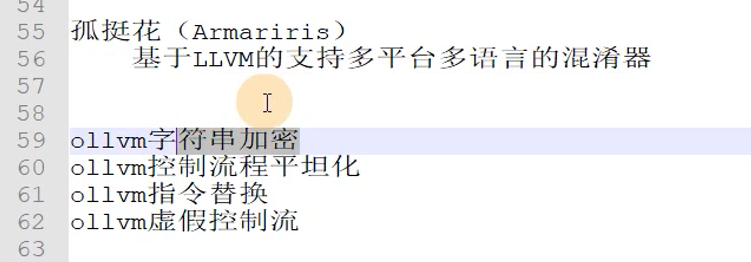 54
55 孤挺花（Armariris）
56 基于LLVM的支持多平台多语言的混淆器
57
58
59 ollvm字符串加密
60 ollvm控制流程平坦化
61 ollvm指令替换
62 ollvm虚假控制流
63